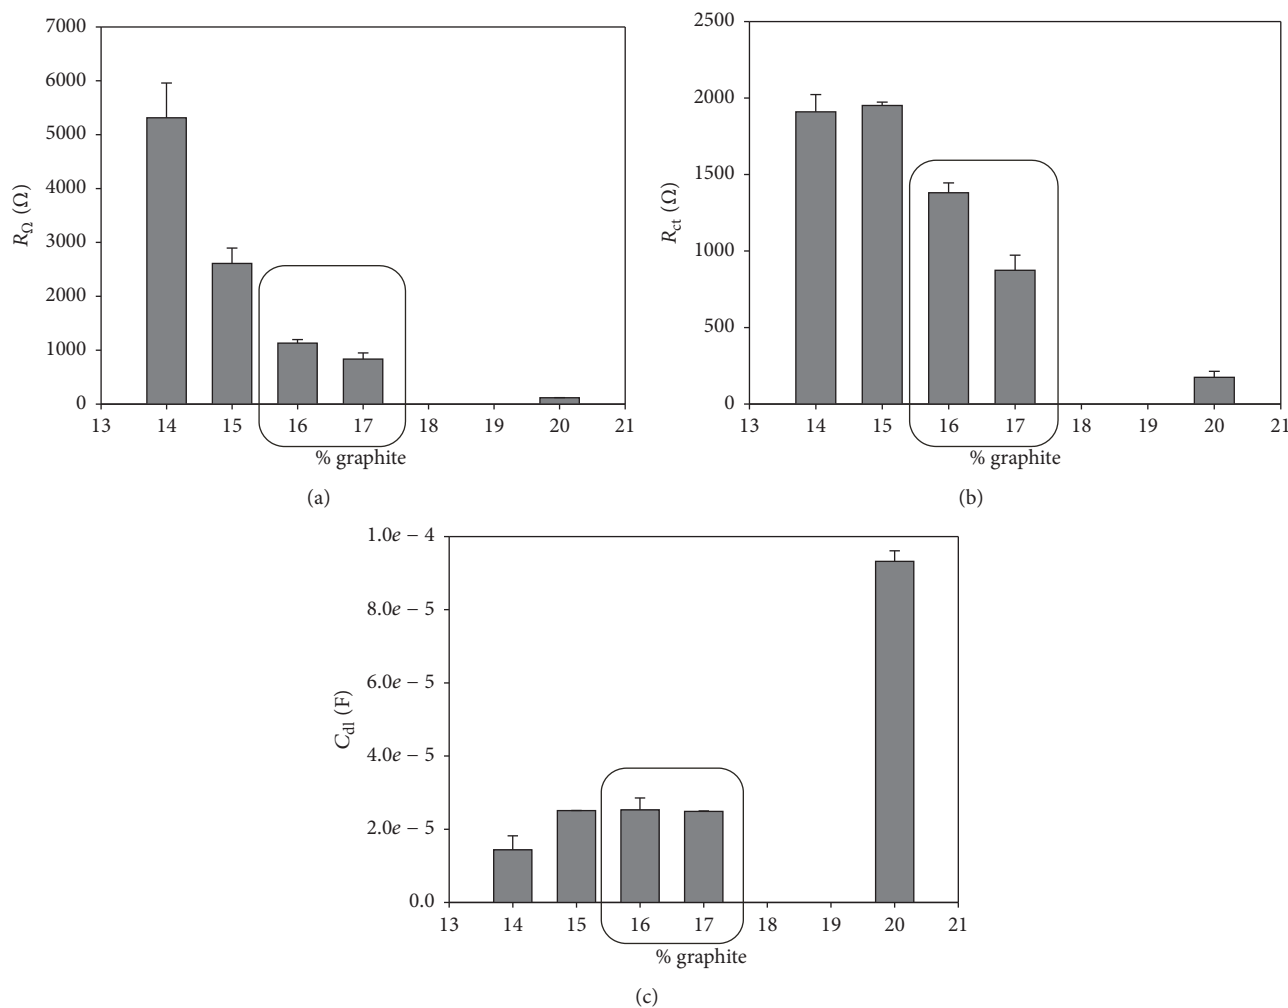 7000
6000
5000
4000
3000
2000
1000
0
R_Ω (Ω)
13 14 15 16 17 18 19 20 21
% graphite
(a)
2500
2000
1500
1000
500
0
R_ct (Ω)
13 14 15 16 17 18 19 20 21
% graphite
(b)
1.0e − 4
8.0e − 5
6.0e − 5
4.0e − 5
2.0e − 5
0.0
C_dl (F)
13 14 15 16 17 18 19 20 21
% graphite
(c)